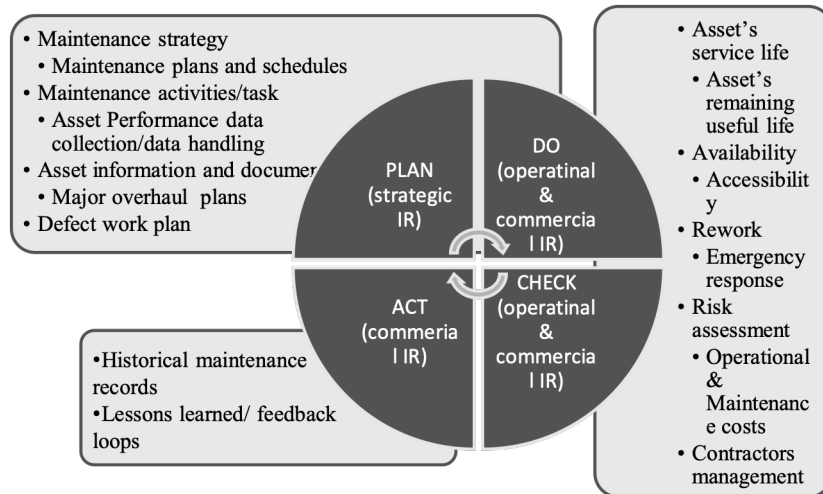 • Maintenance strategy
• Maintenance plans and schedules
• Maintenance activities/task
• Asset Performance data
collection/data handling
• Asset information and documen
• Major overhaul plans
• Defect work plan
PLAN
(strategic
IR)
DO
(operatinal
&
commercia
l IR)
ACT
(commeria
l IR)
CHECK
(operatinal
&
commercia
l IR)
• Asset's
service life
• Asset's
remaining
useful life
• Availability
• Accessibilit
y
• Rework
• Emergency
response
• Risk
assessment
• Operational
&
Maintenanc
e costs
• Contractors
management
•Historical maintenance
records
•Lessons learned/ feedback
loops